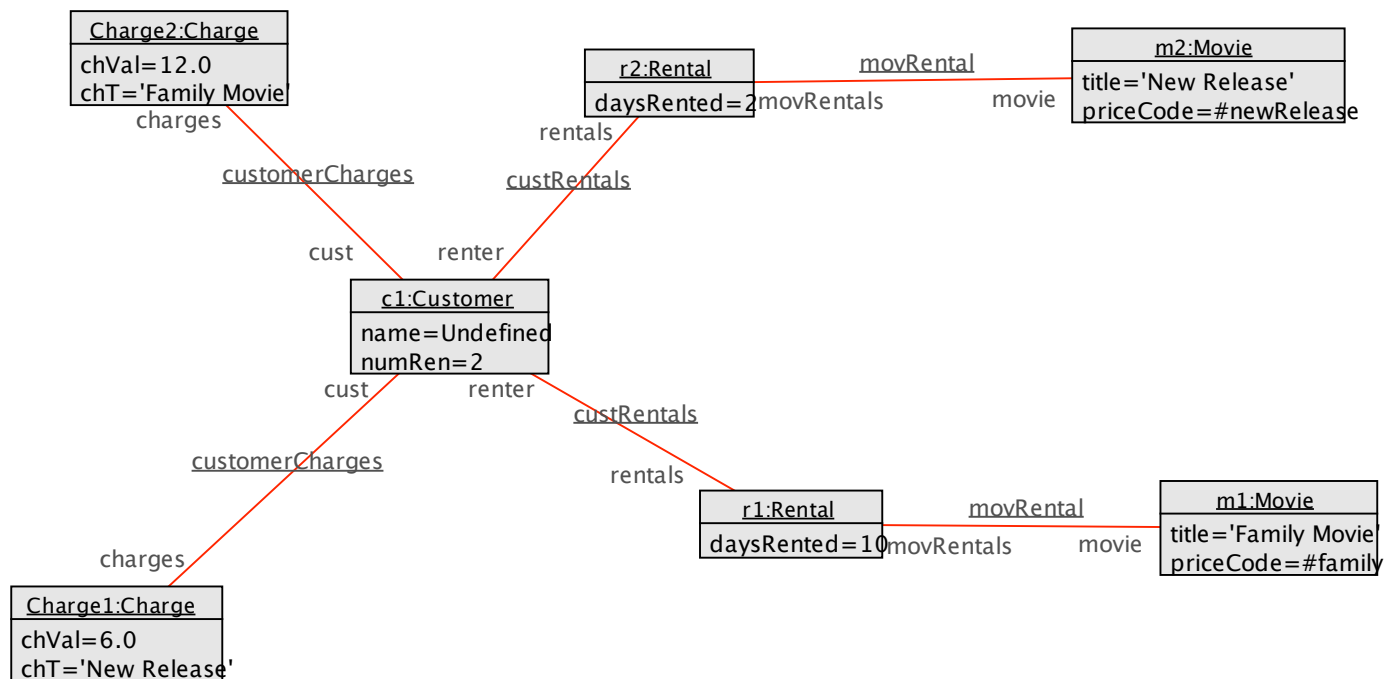 Charge2:Charge
chVal=12.0
chT='Family Movie'
charges
customerCharges
cust
r2:Rental
daysRented=2
movRentals
movRental
movie
m2:Movie
title='New Release'
priceCode=#newRelease
rentals
custRentals
renter
c1:Customer
name=Undefined
numRen=2
cust
renter
custRentals
customerCharges
rentals
charges
r1:Rental
daysRented=10
movRentals
movRental
movie
m1:Movie
title='Family Movie'
priceCode=#family
Charge1:Charge
chVal=6.0
chT='New Release'